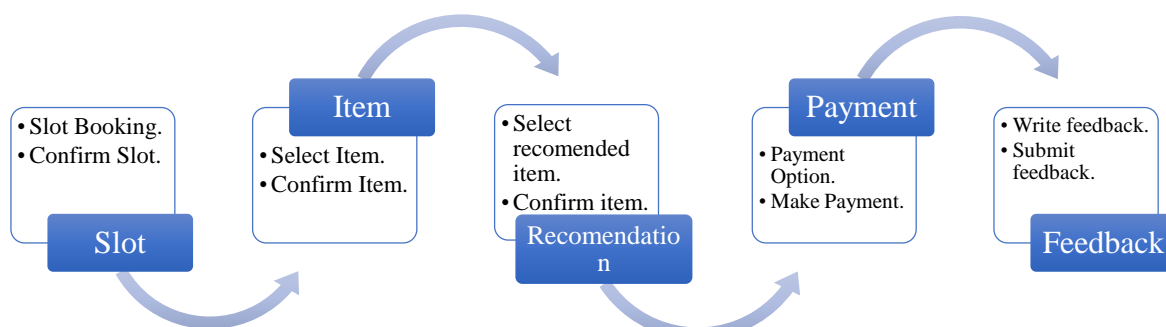 • Slot Booking.
• Confirm Slot.
Slot
Item
• Select Item.
• Confirm Item.
• Select
recomended
item.
• Confirm item.
Recomendatio
n
Payment
• Payment
Option.
• Make Payment.
• Write feedback.
• Submit
feedback.
Feedback